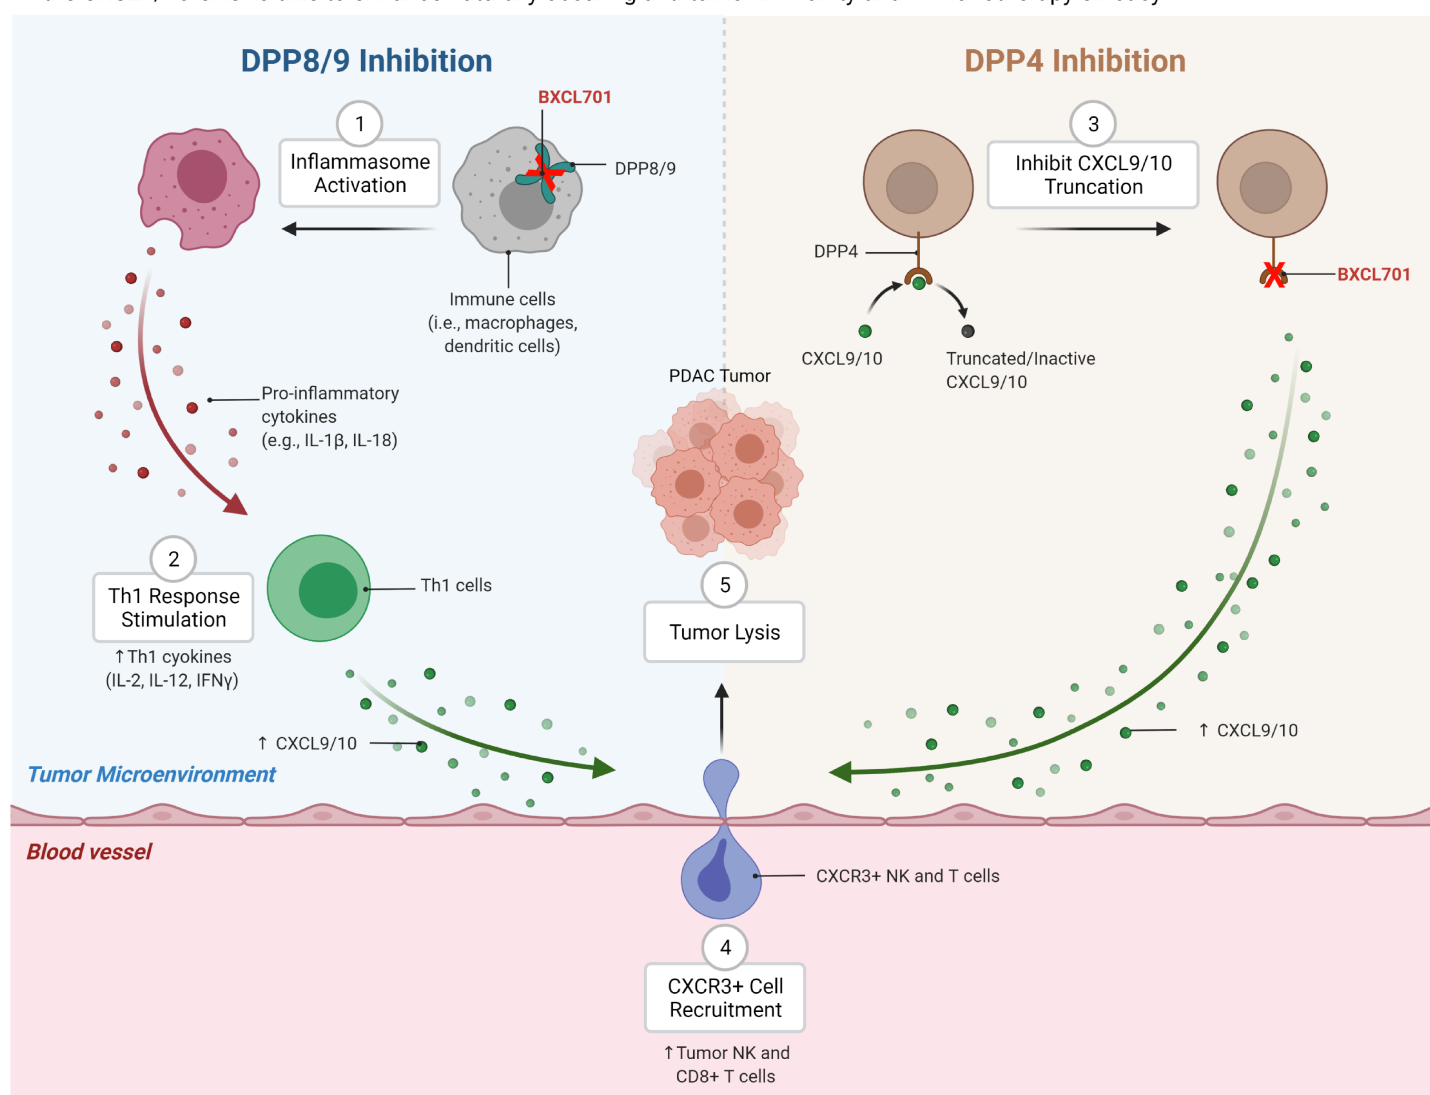 DPP8/9 Inhibition
DPP4 Inhibition
BXCL701
1
Inflammasome
Activation
DPP8/9
Immune cells
(i.e., macrophages,
dendritic cells)
Pro-inflammatory
cytokines
(e.g., IL-1β, IL-18)
2
Th1 Response
Stimulation
↑Th1 cyokines
(IL-2, IL-12, IFNγ)
Th1 cells
↑ CXCL9/10
3
Inhibit CXCL9/10
Truncation
DPP4
BXCL701
CXCL9/10
Truncated/Inactive
CXCL9/10
↑ CXCL9/10
PDAC Tumor
5
Tumor Lysis
Tumor Microenvironment
Blood vessel
CXCR3+ NK and T cells
4
CXCR3+ Cell
Recruitment
↑Tumor NK and
CD8+ T cells